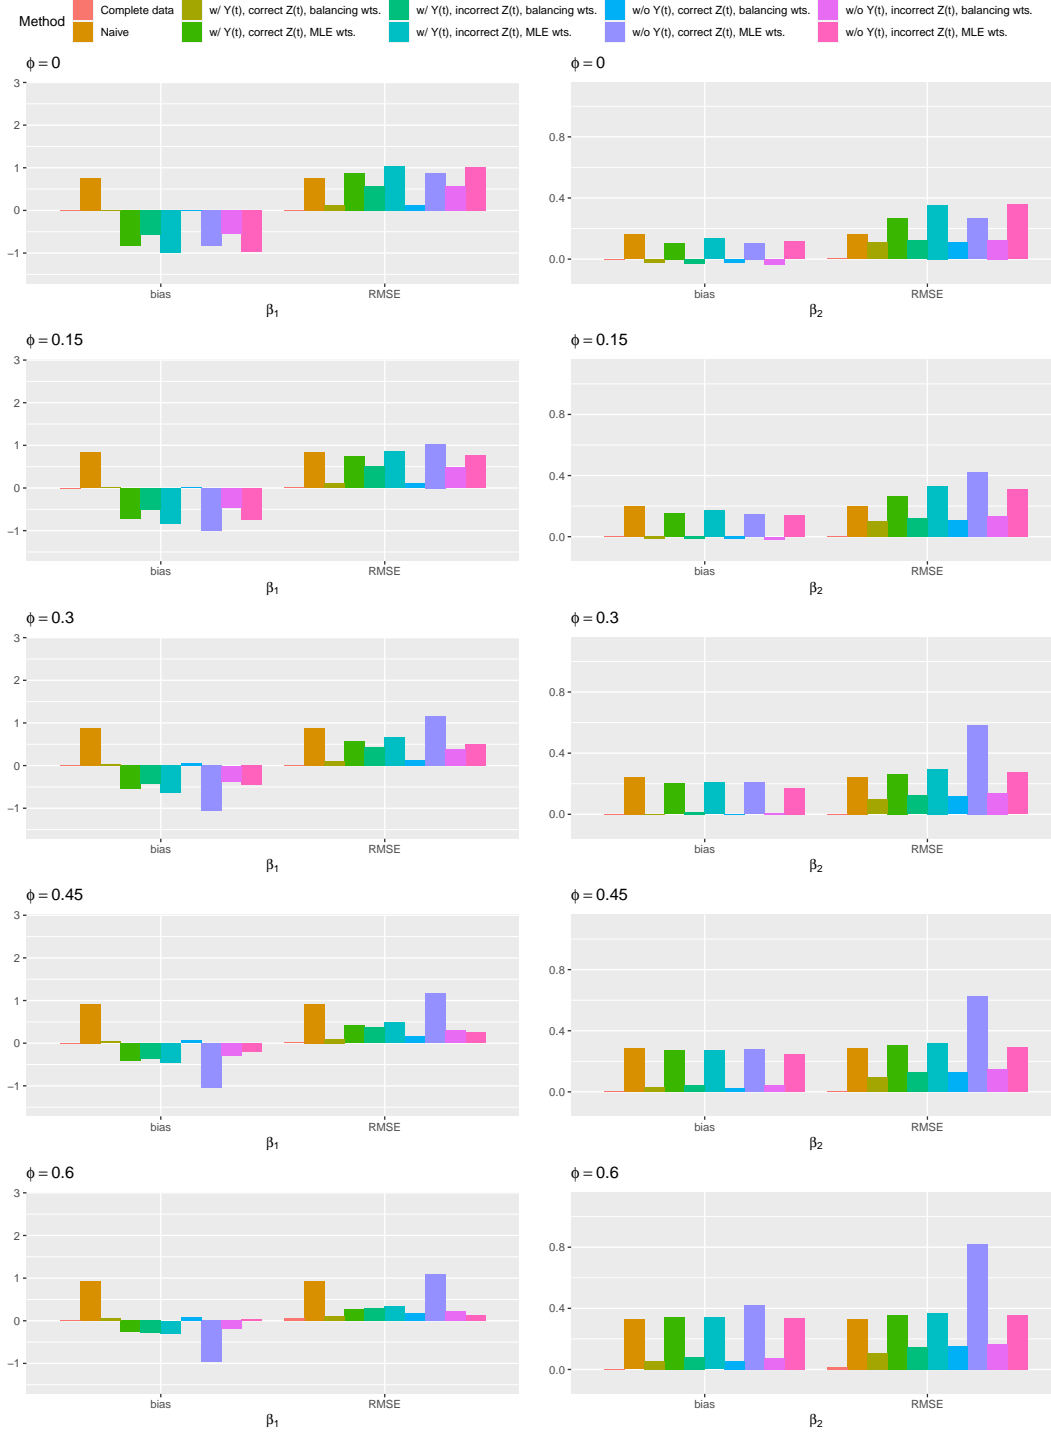 Method
Complete data
w/ Y(t), correct Z(t), balancing wts.
w/ Y(t), incorrect Z(t), balancing wts.
w/o Y(t), correct Z(t), balancing wts.
w/o Y(t), incorrect Z(t), balancing wts.
Naive
w/ Y(t), correct Z(t), MLE wts.
w/ Y(t), incorrect Z(t), MLE wts.
w/o Y(t), correct Z(t), MLE wts.
w/o Y(t), incorrect Z(t), MLE wts.
ϕ = 0
3
2
1
0
−1
bias
RMSE
β1
ϕ = 0
0.8
0.4
0.0
bias
RMSE
β2
ϕ = 0.15
3
2
1
0
−1
bias
RMSE
β1
ϕ = 0.15
0.8
0.4
0.0
bias
RMSE
β2
ϕ = 0.3
3
2
1
0
−1
bias
RMSE
β1
ϕ = 0.3
0.8
0.4
0.0
bias
RMSE
β2
ϕ = 0.45
3
2
1
0
−1
bias
RMSE
β1
ϕ = 0.45
0.8
0.4
0.0
bias
RMSE
β2
ϕ = 0.6
3
2
1
0
−1
bias
RMSE
β1
ϕ = 0.6
0.8
0.4
0.0
bias
RMSE
β2